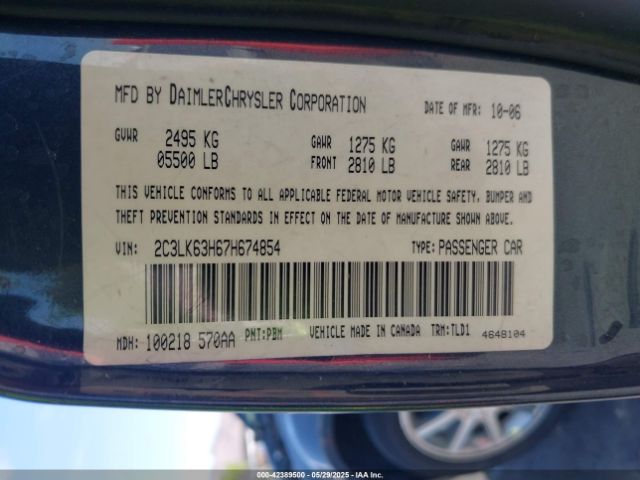 MFD BY DAIMLERCHRYSLER CORPORATION DATE OF MFR: 10-06
GVWR 2495 KG GAWR 1275 KG GAWR 1275 KG
05500 LB FRONT 2810 LB REAR 2810 LB
THIS VEHICLE CONFORMS TO ALL APPLICABLE FEDERAL MOTOR VEHICLE SAFETY, BUMPER AND
THEFT PREVENTION STANDARDS IN EFFECT ON THE DATE OF MANUFACTURE SHOWN ABOVE.
VIN: 2C3LK63H67H674854 TYPE: PASSENGER CAR
MDH: 100218 570AA PNT:PBM VEHICLE MADE IN CANADA TRM:TLD1 4648104
000-42389500 - 05/29/2025 - IAA Inc.